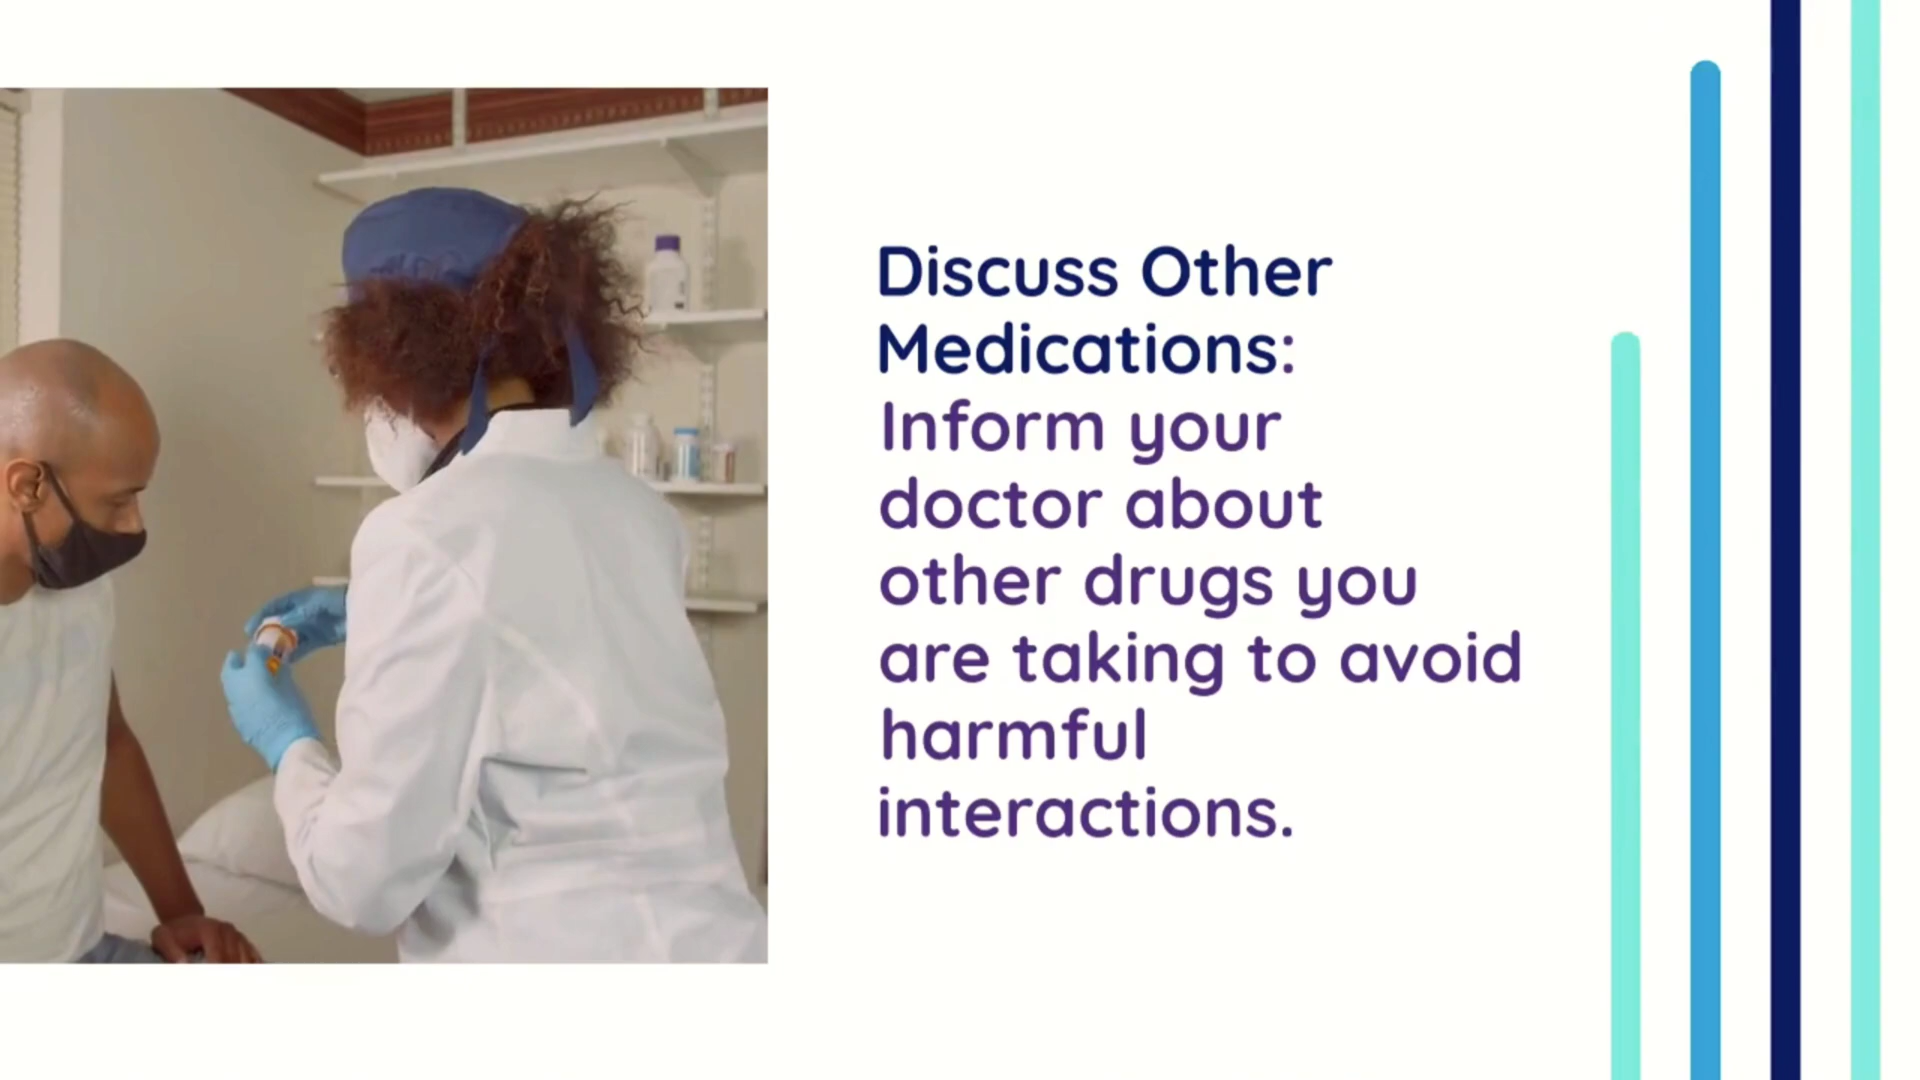 Discuss Other
Medications:
Inform your
doctor about
other drugs you
are taking to avoid
harmful
interactions.